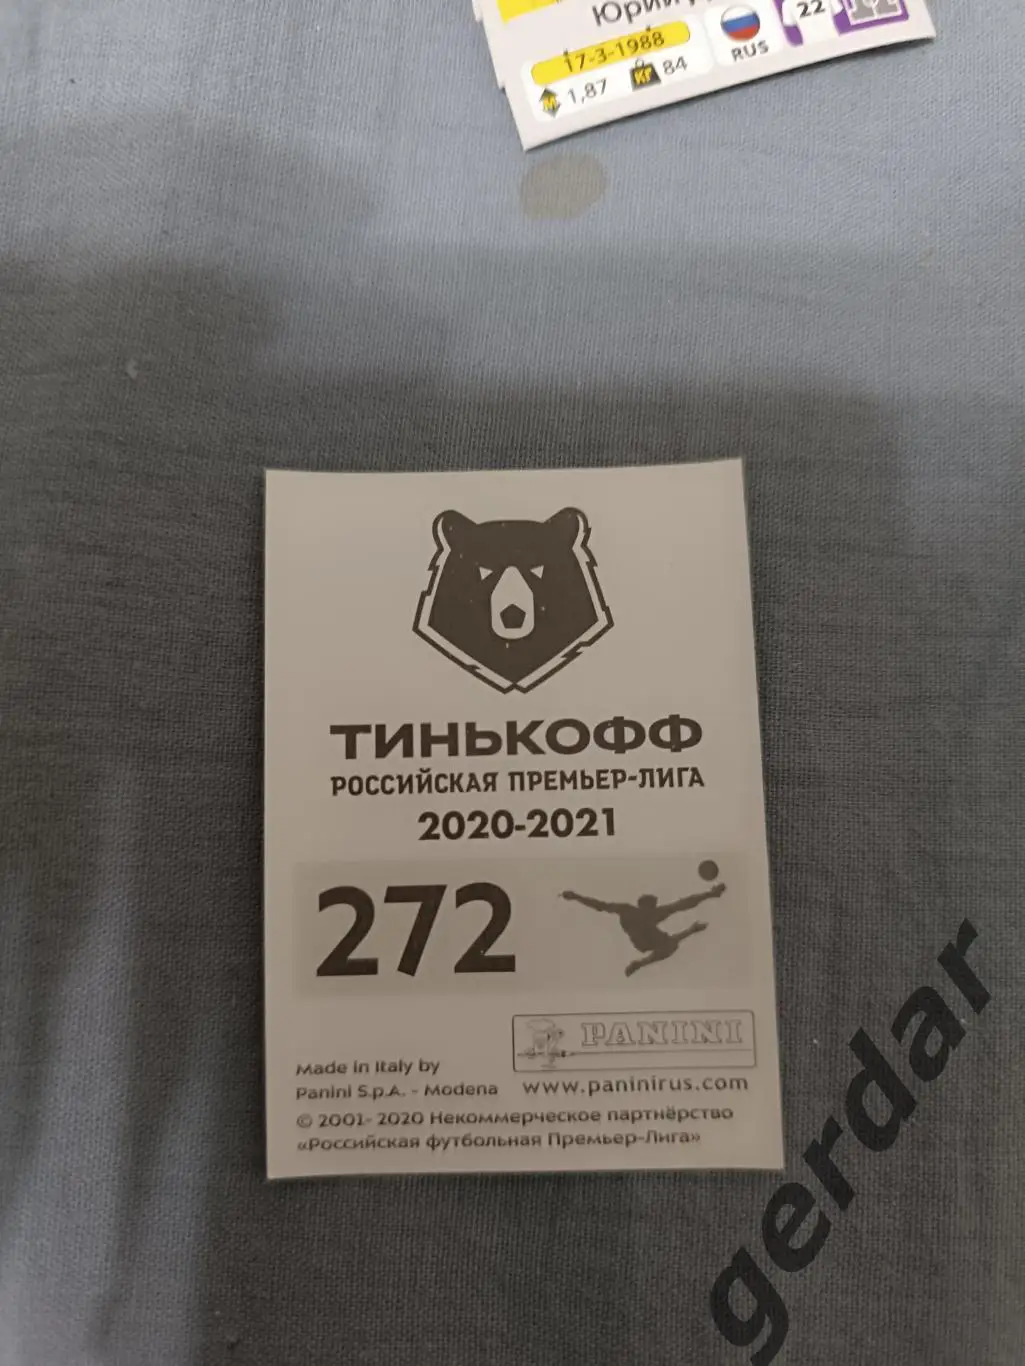 Юрий
17-3-1988
М 1,87 КГ 84
RUS
22
ТИНЬКОФФ
РОССИЙСКАЯ ПРЕМЬЕР-ЛИГА
2020-2021
272
PANINI
Made in Italy by
Panini S.p.A. - Modena
www.paninirus.com
© 2001- 2020 Некоммерческое партнёрство
«Российская футбольная Премьер-Лига»
gerdar